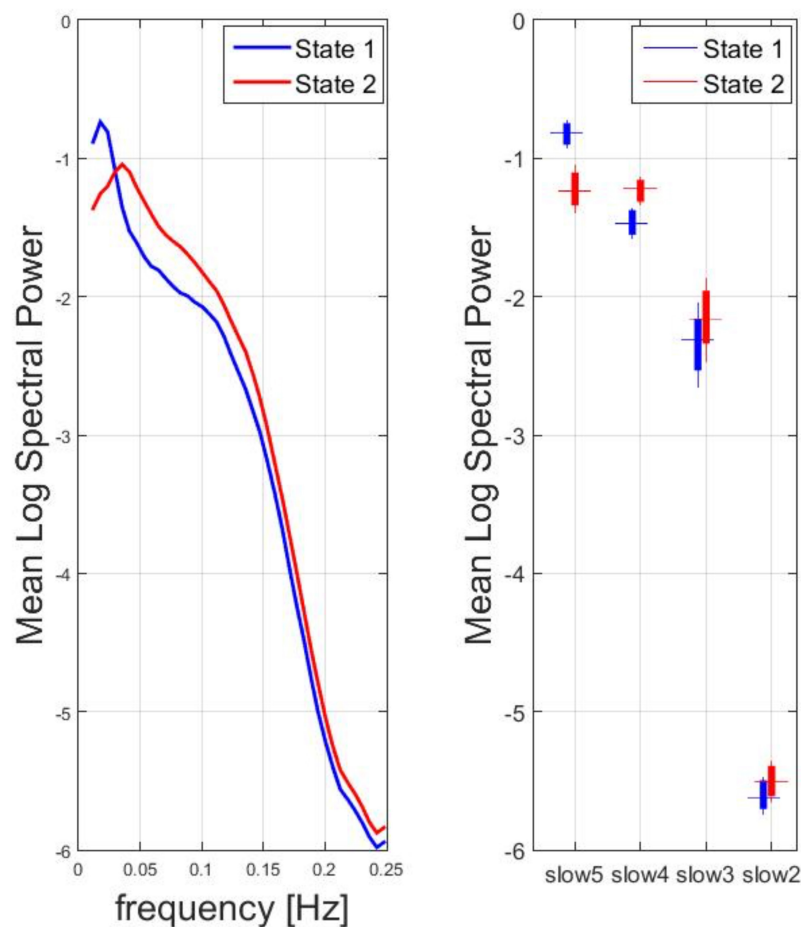 0
-1
-2
-3
-4
-5
-6
Mean Log Spectral Power
0 0.05 0.1 0.15 0.2 0.25
frequency [Hz]
State 1
State 2
0
-1
-2
-3
-4
-5
-6
Mean Log Spectral Power
slow5 slow4 slow3 slow2
State 1
State 2